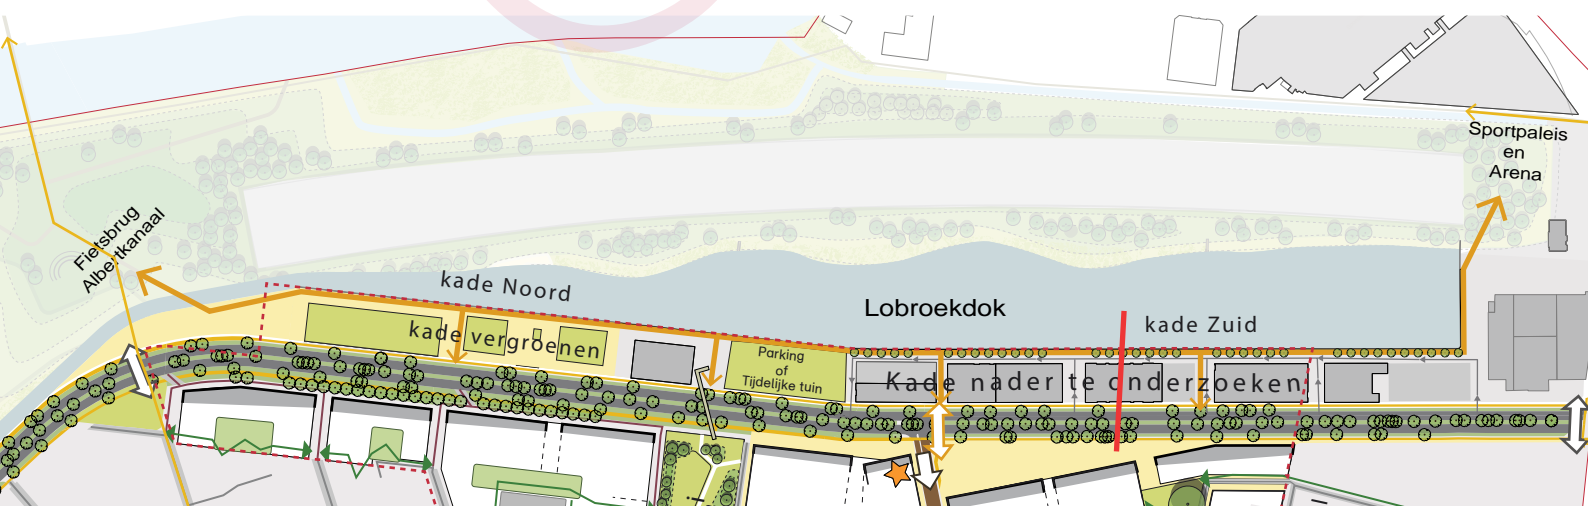 Sportpaleis
en
Arena
Fietsbrug
Albertkanaal
kade Noord
Lobroekdok
kade Zuid
kade vergroenen
Parking
of
Tijdelijke tuin
Kade nader te onderzoeken